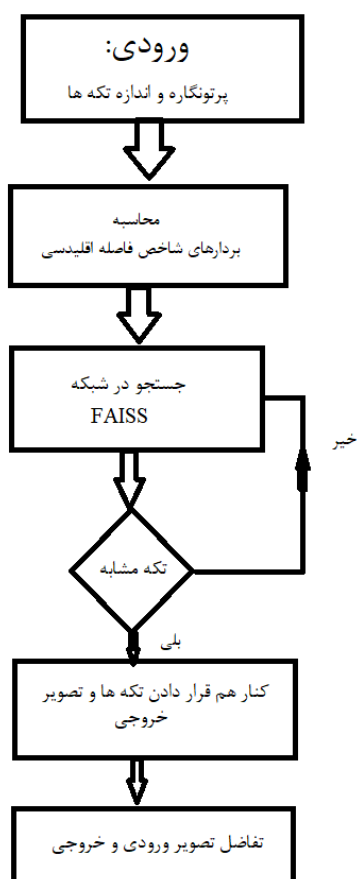 ورودی:
پرتونگاره و اندازه تکه ها
محاسبه
بردارهای شاخص فاصله اقلیدسی
جستجو در شبکه
FAISS
خیر
تکه مشابه
بلی
کنار هم قرار دادن تکه ها و تصویر
خروجی
تفاضل تصویر ورودی و خروجی